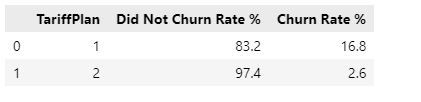 TariffPlan Did Not Churn Rate % Churn Rate %
0 1 83.2 16.8
1 2 97.4 2.6